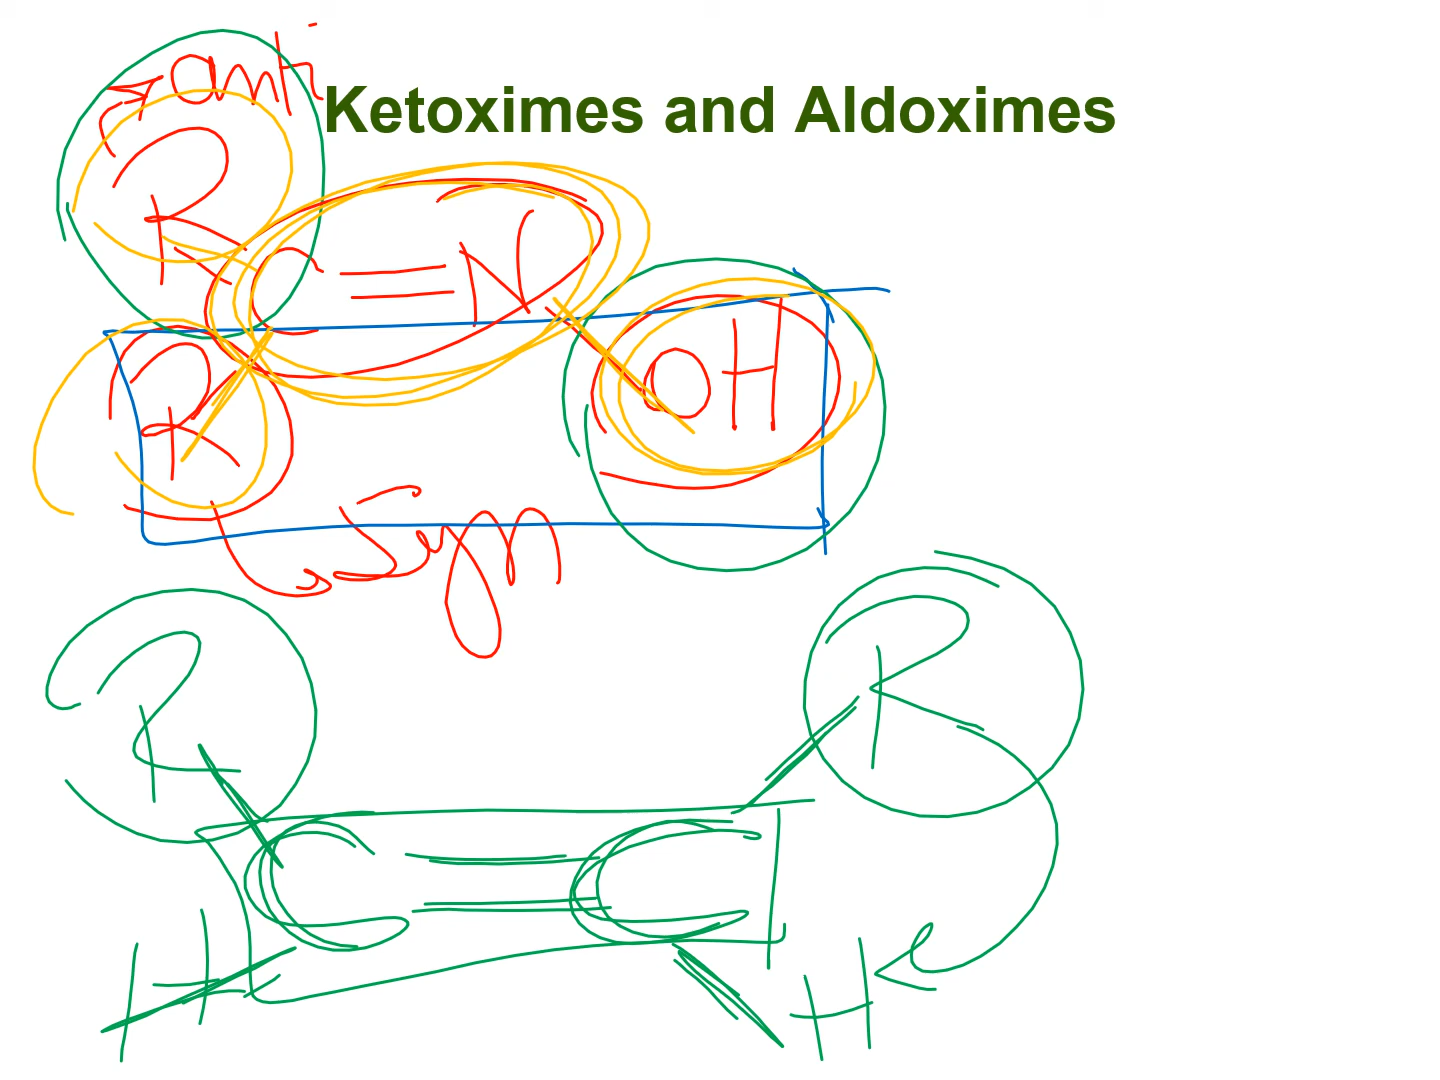 Ketoximes and Aldoximes
anti
R
C=N
R
OH
Syn
R
R
C=C
H
H